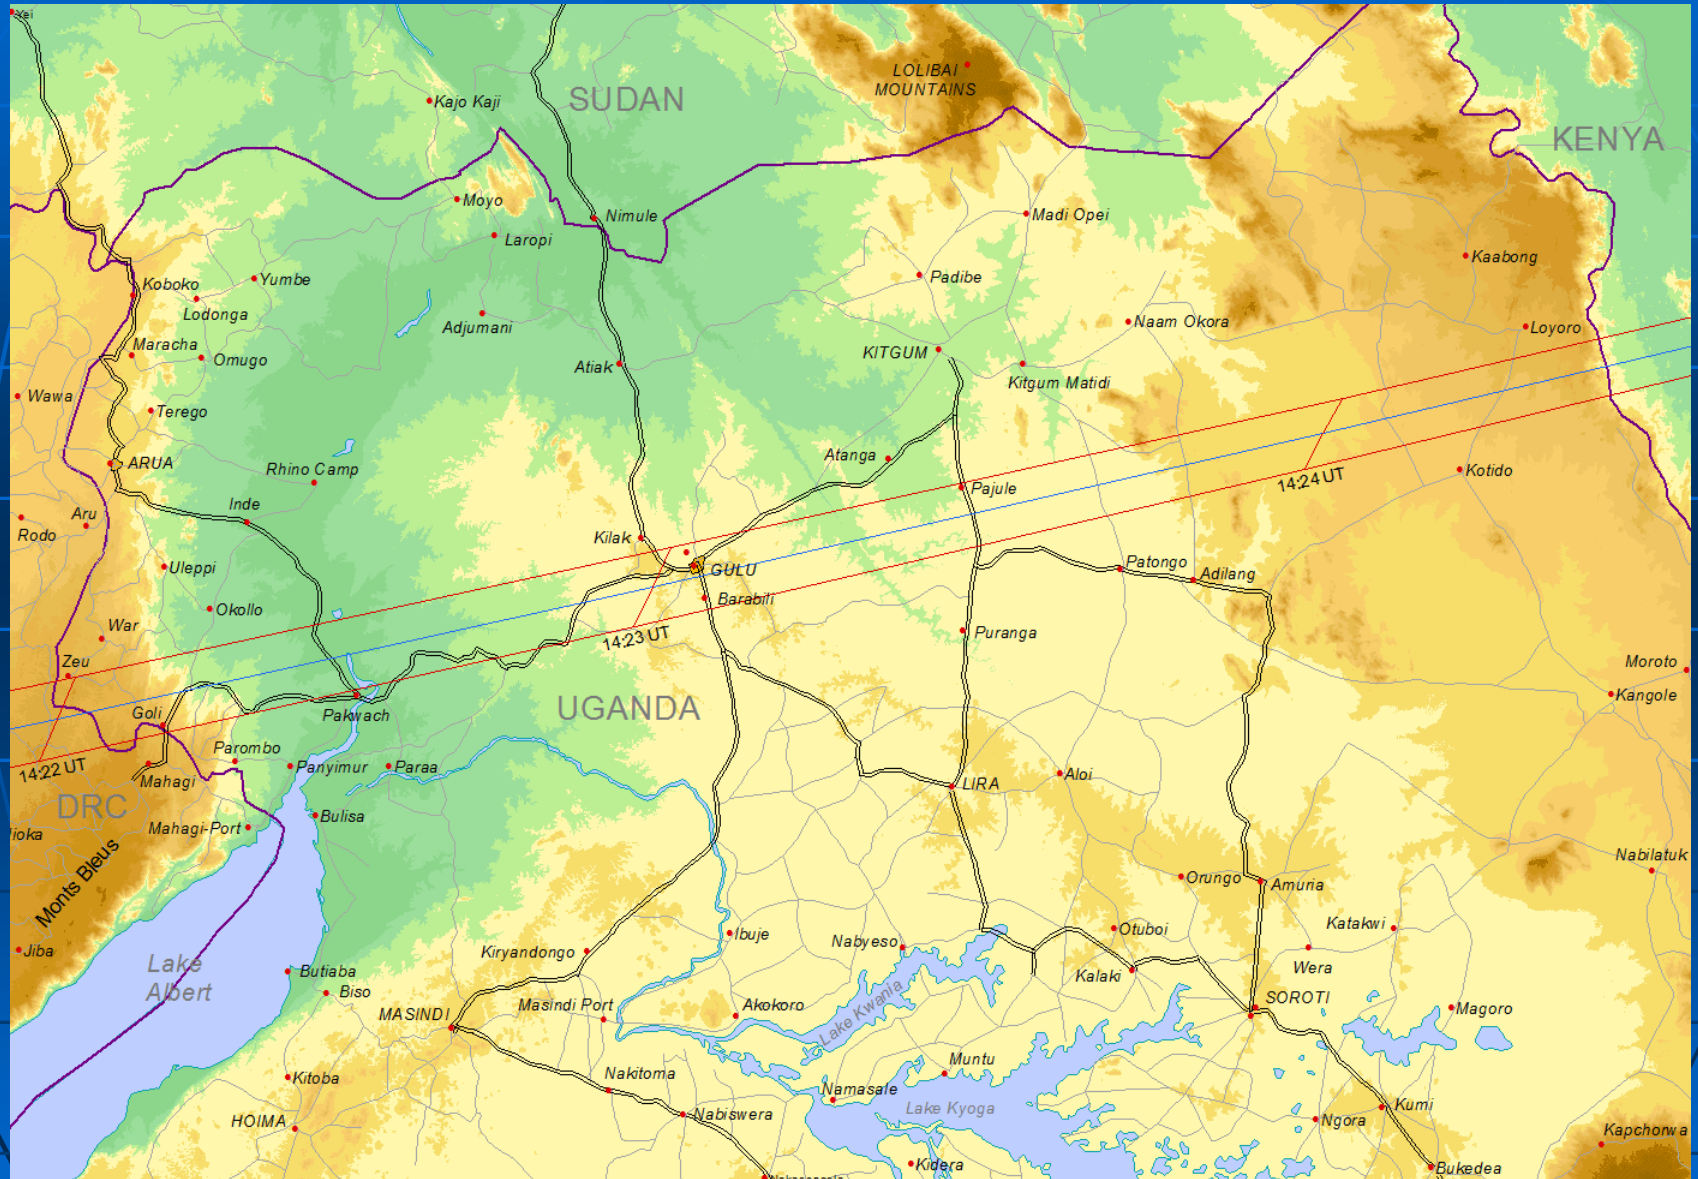 Yei
SUDAN
LOLIBAI
MOUNTAINS
Kajo Kaji
KENYA
Moyo
Nimule
Madi Opei
Laropi
Kaabong
Koboko
Yumbe
Padibe
Lodonga
Adjumani
Naam Okora
Loyoro
Maracha
Omugo
KITGUM
Atiak
Kitgum Matidi
Wawa
Terego
ARUA
Rhino Camp
Atanga
Kotido
Pajule
14:24 UT
Inde
Aru
Rodo
Kilak
Uleppi
GULU
Patongo
Adilang
Okollo
Barabili
War
14:23 UT
Puranga
Zeu
Moroto
Kangole
Goli
Pakwach
UGANDA
Parombo
14:22 UT
Mahagi
Panyimur
Paraa
LIRA
Aloi
DRC
Bulisa
Mahagi-Port
lioka
Nabilatuk
Monts Bleus
Orungo
Amuria
Jiba
Kiryandongo
Ibuje
Nabyeso
Otuboi
Katakwi
Lake
Albert
Butiaba
Biso
Kalaki
Wera
MASINDI
Masindi Port
Akokoro
Lake Kwania
SOROTI
Magoro
Kitoba
Nakitoma
Muntu
Namasale
HOIMA
Nabiswera
Lake Kyoga
Ngora
Kumi
Kapchorwa
Kidera
Bukedea